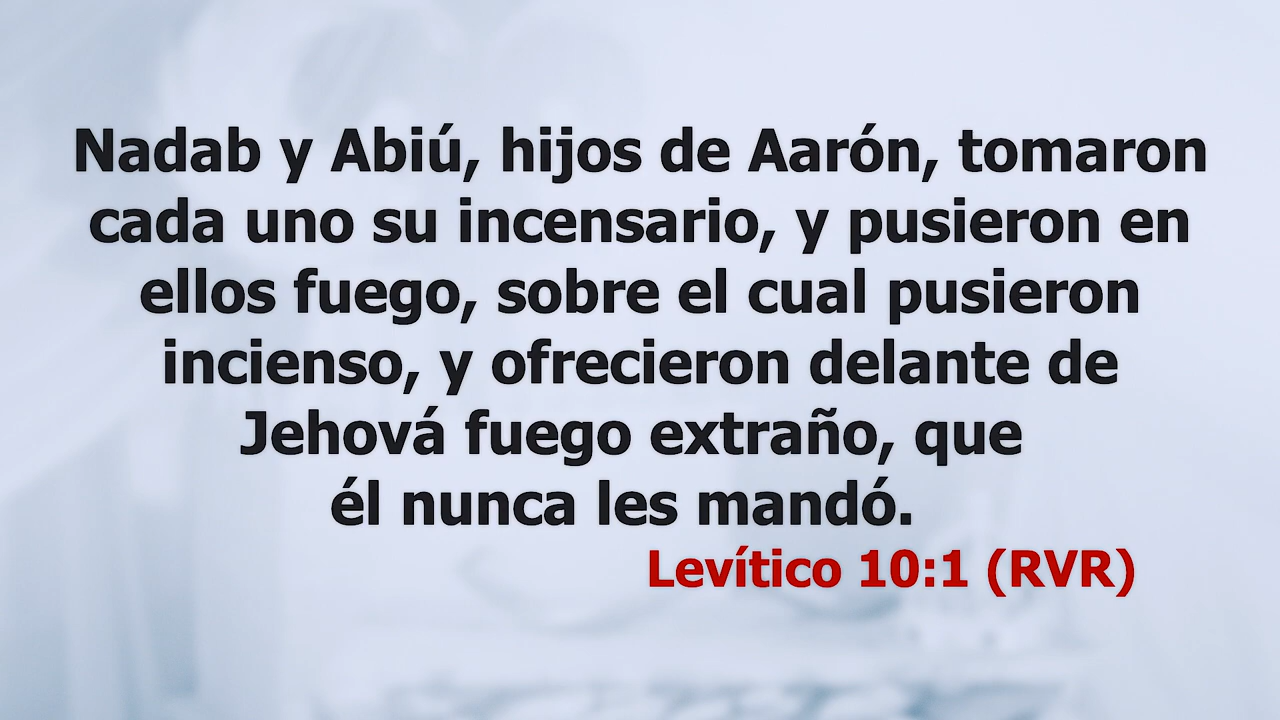 Nadab y Abiú, hijos de Aarón, tomaron
cada uno su incensario, y pusieron en
ellos fuego, sobre el cual pusieron
incienso, y ofrecieron delante de
Jehová fuego extraño, que
él nunca les mandó.
Levítico 10:1 (RVR)